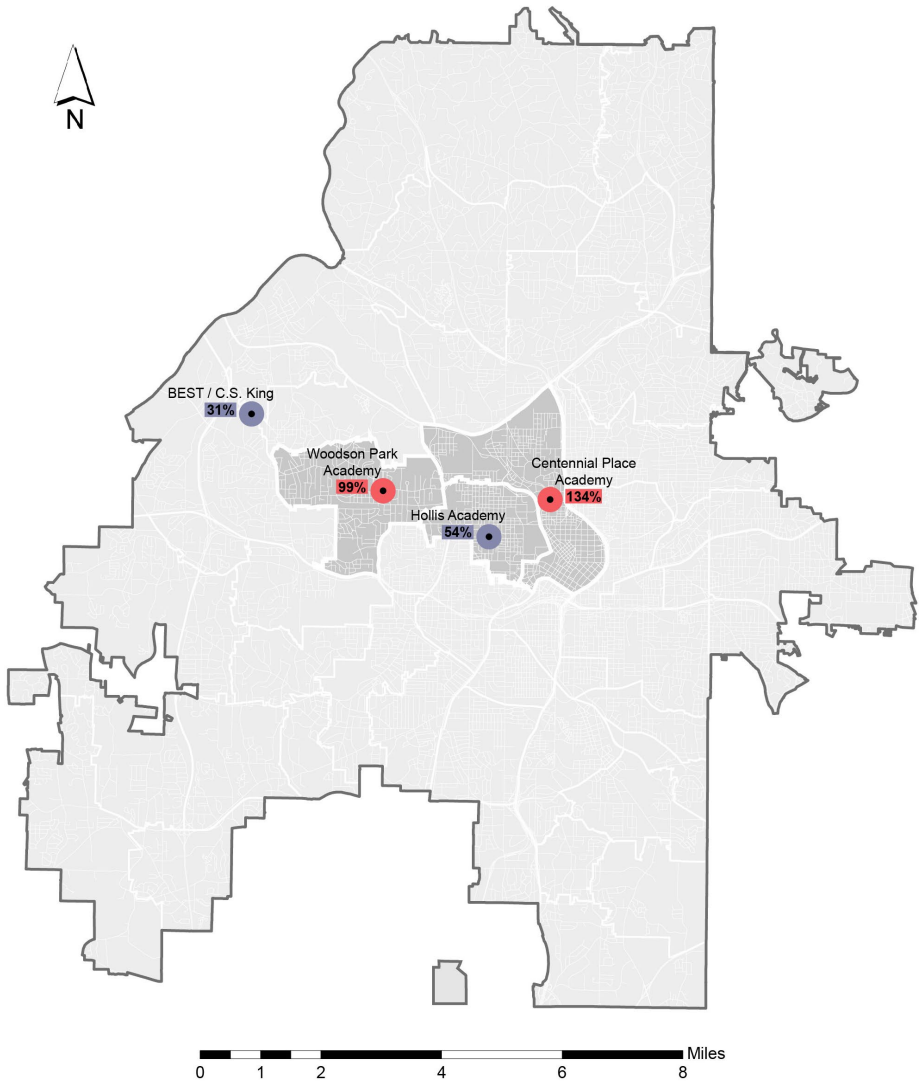 N
BEST / C.S. King
31%
Woodson Park
Academy
99%
Centennial Place
Academy
134%
Hollis Academy
54%
Miles
0 1 2 4 6 8